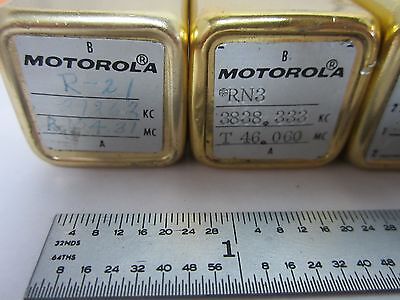 B
MOTOROLA®
R-21
KC
MC
A
B
MOTOROLA®
*RN3
3838.333 KC
T 46.060 MC
A
2
4 8 12 16 20 24 28 1 4 8 12 16 20 24 28
32NDS
64THS
8 16 24 32 40 48 56 8 16 24 32 40 48 56